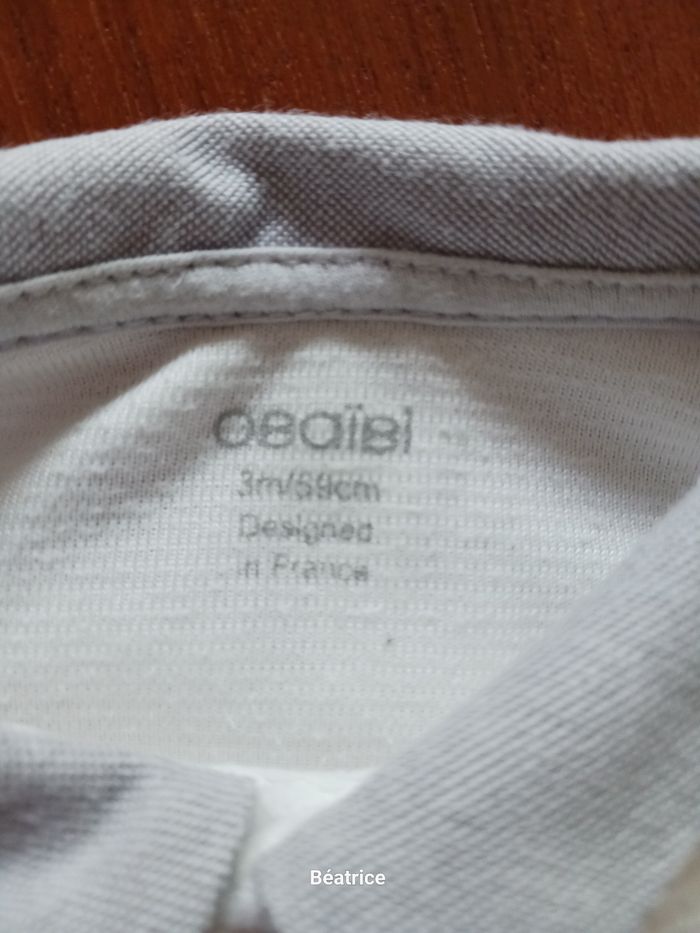 obaïbi
3m/59cm
Designed
in France
Béatrice